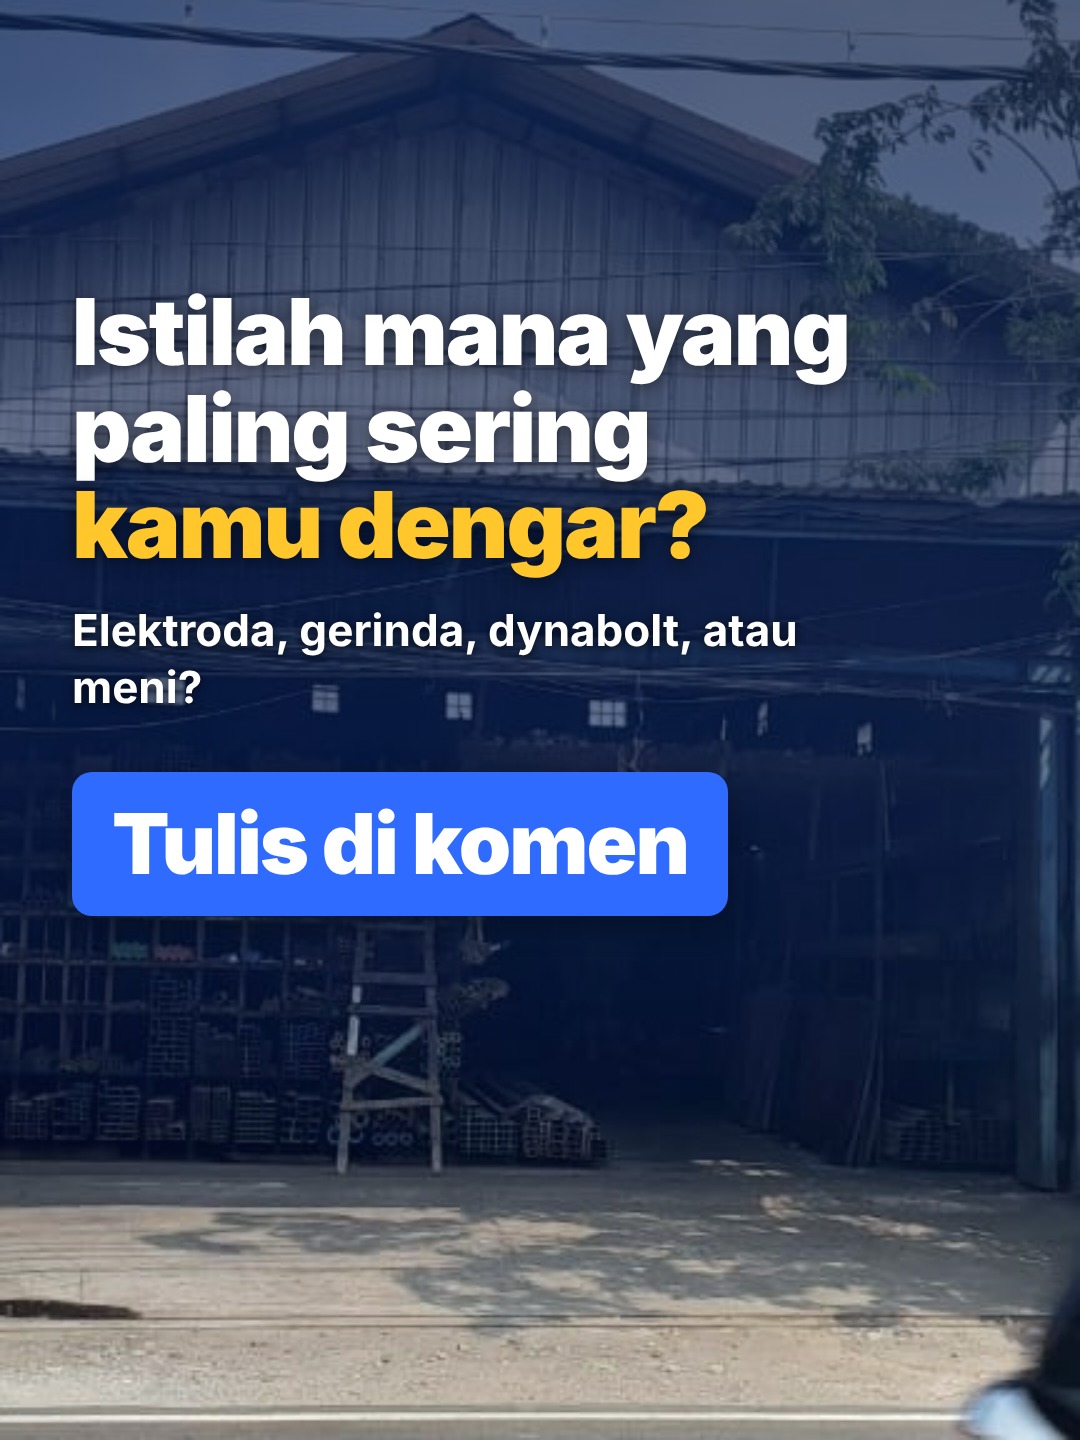 Istilah mana yang
paling sering
kamu dengar?
Elektroda, gerinda, dynabolt, atau
meni?
Tulis di komen